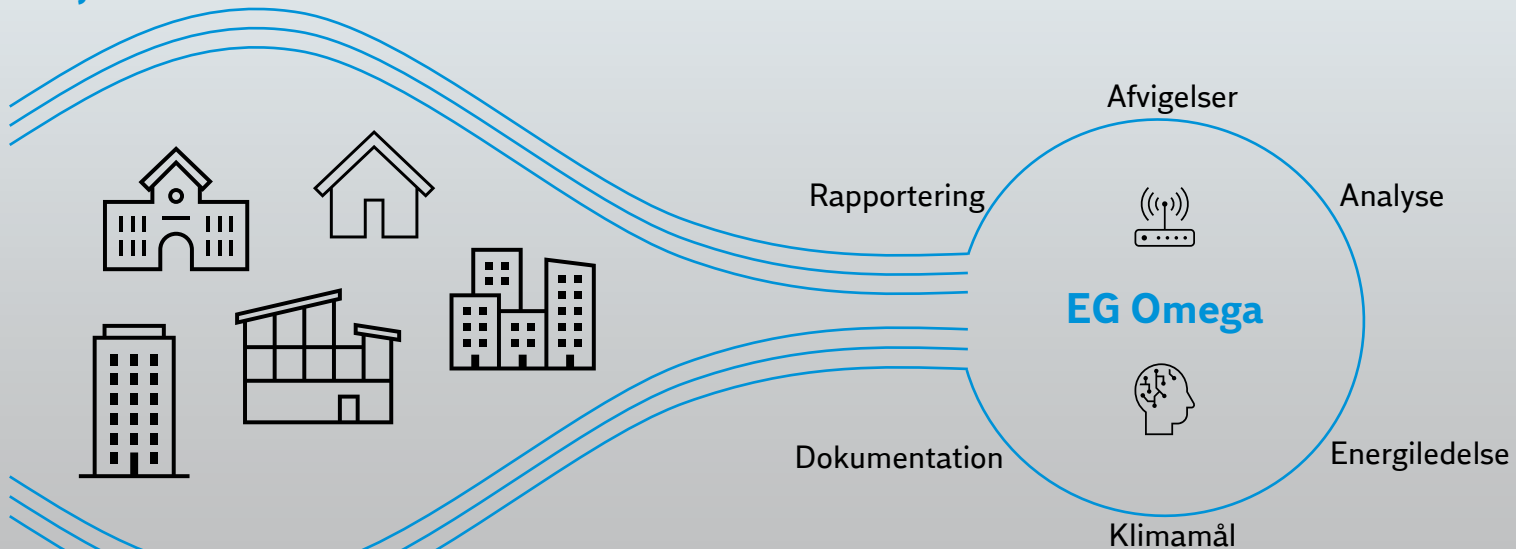 Afvigelser
Rapportering
Analyse
EG Omega
Dokumentation
Energiledelse
Klimamål